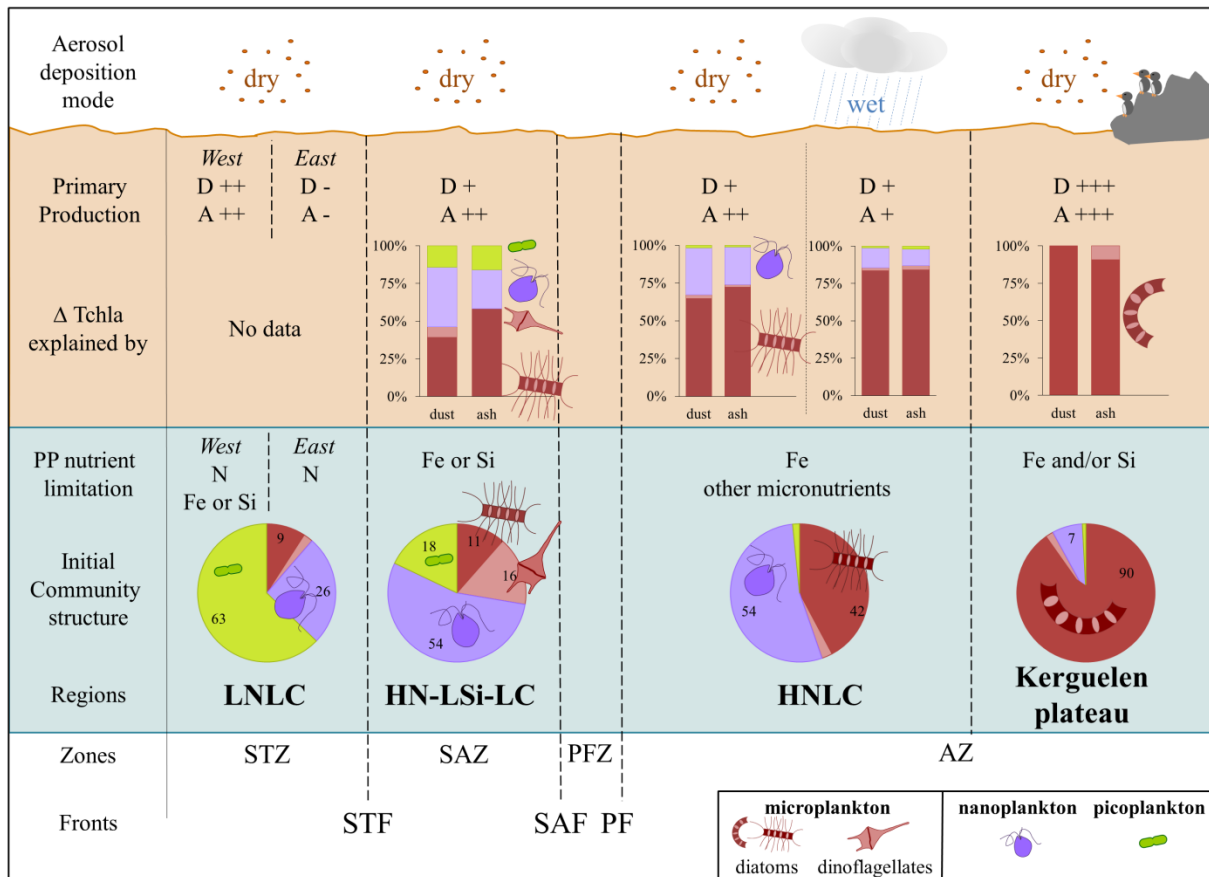 Aerosol deposition mode
dry
dry
dry
wet
dry
Primary Production
West East
D ++ D -
A ++ A -
D +
A ++
D +
A ++
D +
A +
D +++
A +++
Δ Tchla explained by
No data
100%
75%
50%
25%
0%
dust ash
100%
75%
50%
25%
0%
dust ash
100%
75%
50%
25%
0%
dust ash
100%
75%
50%
25%
0%
dust ash
PP nutrient limitation
West East
N N
Fe or Si
Fe or Si
Fe
other micronutrients
Fe and/or Si
Initial Community structure
9
26
63
11
16
54
18
42
54
90
7
Regions
LNLC
HN-LSi-LC
HNLC
Kerguelen plateau
Zones
STZ SAZ PFZ AZ
Fronts
STF SAF PF
microplankton nanoplankton picoplankton
diatoms dinoflagellates